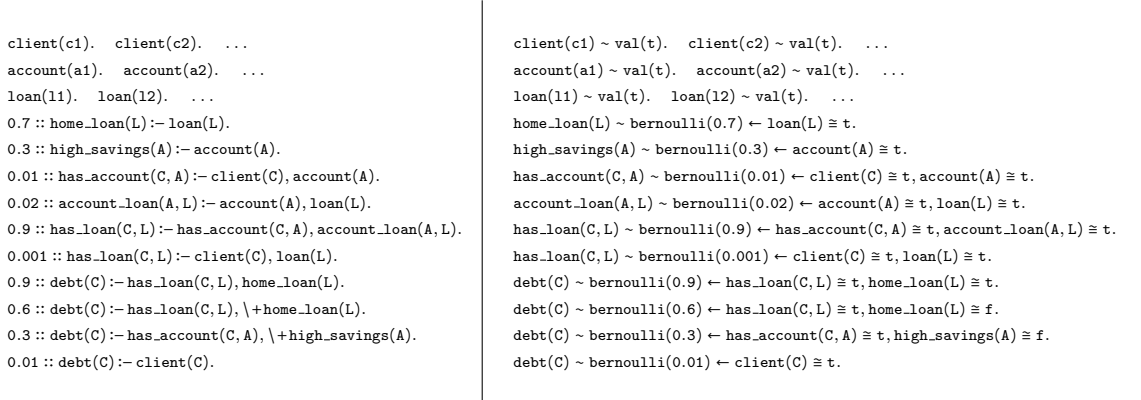 client(c1). client(c2). ...
account(a1). account(a2). ...
loan(l1). loan(l2). ...
0.7 :: home_loan(L):– loan(L).
0.3 :: high_savings(A):– account(A).
0.01 :: has_account(C, A):– client(C), account(A).
0.02 :: account_loan(A, L):– account(A), loan(L).
0.9 :: has_loan(C, L):– has_account(C, A), account_loan(A, L).
0.001 :: has_loan(C, L):– client(C), loan(L).
0.9 :: debt(C):– has_loan(C, L), home_loan(L).
0.6 :: debt(C):– has_loan(C, L), \+home_loan(L).
0.3 :: debt(C):– has_account(C, A), \+high_savings(A).
0.01 :: debt(C):– client(C).
client(c1) ~ val(t). client(c2) ~ val(t). ...
account(a1) ~ val(t). account(a2) ~ val(t). ...
loan(l1) ~ val(t). loan(l2) ~ val(t). ...
home_loan(L) ~ bernoulli(0.7) ← loan(L) ≅ t.
high_savings(A) ~ bernoulli(0.3) ← account(A) ≅ t.
has_account(C, A) ~ bernoulli(0.01) ← client(C) ≅ t, account(A) ≅ t.
account_loan(A, L) ~ bernoulli(0.02) ← account(A) ≅ t, loan(L) ≅ t.
has_loan(C, L) ~ bernoulli(0.9) ← has_account(C, A) ≅ t, account_loan(A, L) ≅ t.
has_loan(C, L) ~ bernoulli(0.001) ← client(C) ≅ t, loan(L) ≅ t.
debt(C) ~ bernoulli(0.9) ← has_loan(C, L) ≅ t, home_loan(L) ≅ t.
debt(C) ~ bernoulli(0.6) ← has_loan(C, L) ≅ t, home_loan(L) ≅ f.
debt(C) ~ bernoulli(0.3) ← has_account(C, A) ≅ t, high_savings(A) ≅ f.
debt(C) ~ bernoulli(0.01) ← client(C) ≅ t.